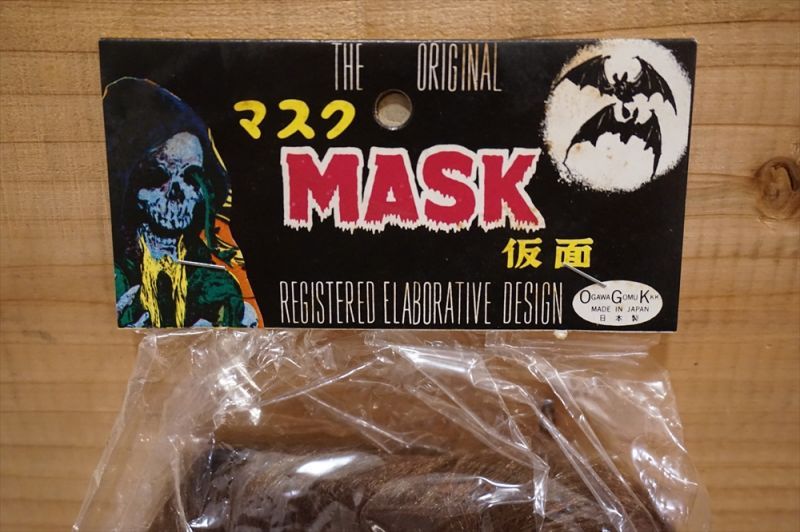 THE ORIGINAL
マスク
MASK
仮面
REGISTERED ELABORATIVE DESIGN
OGAWA GOMU K.K.
MADE IN JAPAN
日本製